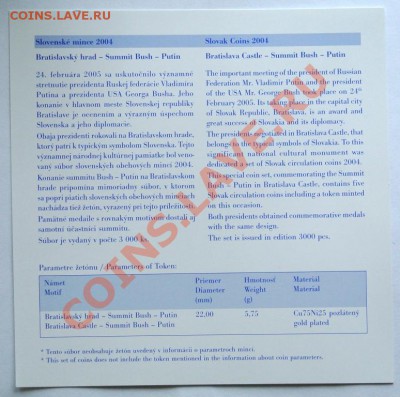 COINS.LAVE.RU
Slovenské mince 2004
Bratislavský hrad – Summit Bush – Putin
24. februára 2005 sa uskutočnilo významné
stretnutie prezidenta Ruskej federácie Vladimíra
Putina a prezidenta USA Georga Busha. Jeho
konanie v hlavnom meste Slovenskej republiky
Bratislave je ocenením a výrazným úspechom
Slovenska a jeho diplomacie.
Obaja prezidenti rokovali na Bratislavskom hrade,
ktorý patrí k typickým symbolom Slovenska. Tejto
významnej národnej kultúrnej pamiatke bol venovaný
súbor slovenských obehových mincí 2004.
Konanie summitu Bush – Putin na Bratislavskom
hrade pripomína mimoriadny súbor, v ktorom
sa popri piatich slovenských obehových minciach
nachádza tiež žetón, vyrazený pri tejto príležitosti.
Pamätné medaile s rovnakým motívom dostali aj
samotní účastníci summitu.
Súbor je vydaný v počte 3 000 ks.
Slovak Coins 2004
Bratislava Castle – Summit Bush – Putin
The important meeting of the president of Russian
Federation Mr. Vladimir Putin and the president
of the USA Mr. George Bush took place on 24th
February 2005. Its taking place in the capital city
of Slovak Republic, Bratislava, is an award and
great success of Slovakia and its diplomacy.
The presidents met in Bratislava Castle, that
belongs to the typical symbols of Slovakia. To this
significant national cultural monument was
dedicated the set of Slovak circulation coins 2004.
The special coin set, commemorating the Summit
Bush – Putin in Bratislava Castle, contains five
Slovak circulation coins including a token minted
on this occasion.
Both presidents obtained commemorative medals
with the same design.
The set is issued in edition 3000 pcs.
Parametre žetónu / Parameters of Token:
Námet Priemer Hmotnosť Materiál
Motif Diameter Weight Material
(mm) (g)
Bratislavský hrad – Summit Bush – Putin 22.00 5,75 Cu75Ni25 pozlátený
Bratislava Castle – Summit Bush – Putin gold plated
* Tento súbor neobsahuje žetón uvedený v informácii o parametroch mincí.
* This set of coins does not include the token mentioned in the information about coin parameters.